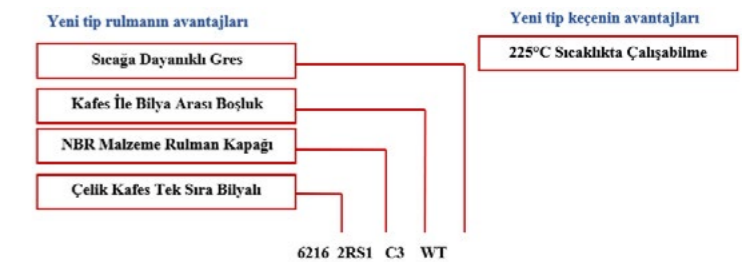 Yeni tip rulmanın avantajları
Yeni tip keçenin avantajları
Sıcağa Dayanıklı Gres
225°C Sıcaklıkta Çalışabilme
Kafes İle Bilya Arası Boşluk
NBR Malzeme Rulman Kapağı
Çelik Kafes Tek Sıra Bilyalı
6216 2RS1 C3 WT